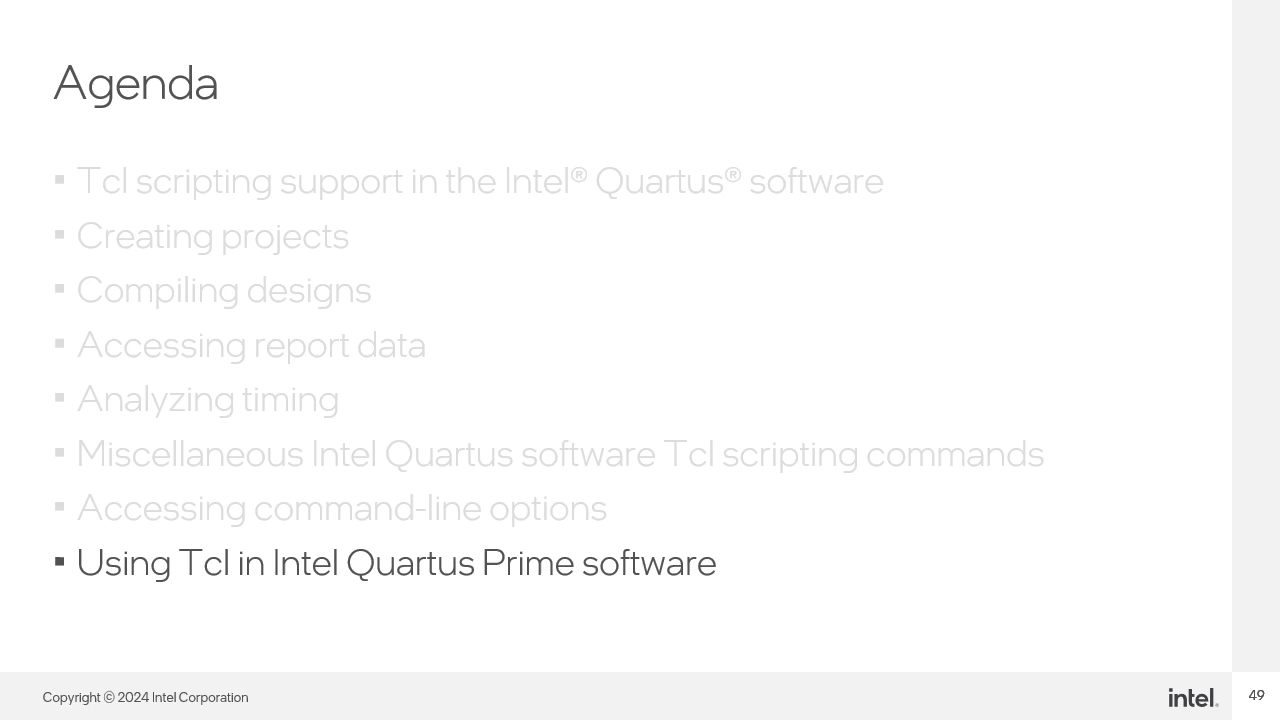 Agenda
▪ Tcl scripting support in the Intel® Quartus® software
▪ Creating projects
▪ Compiling designs
▪ Accessing report data
▪ Analyzing timing
▪ Miscellaneous Intel Quartus software Tcl scripting commands
▪ Accessing command-line options
▪ Using Tcl in Intel Quartus Prime software
Copyright © 2024 Intel Corporation
intel.
49